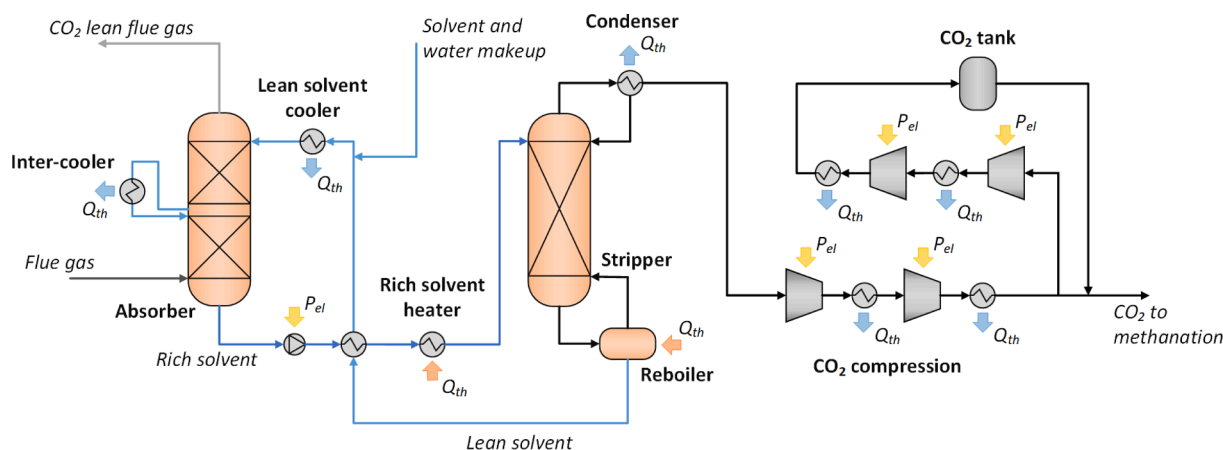 CO2 lean flue gas
Solvent and
water makeup
Condenser
Qth
CO2 tank
Lean solvent
cooler
Qth
Pel
Pel
Inter-cooler
Qth
Qth
Qth
Flue gas
Absorber
Pel
Rich solvent
Rich solvent
heater
Qth
Stripper
Qth
Reboiler
Lean solvent
Pel
Pel
Qth
Qth
CO2 compression
CO2 to
methanation